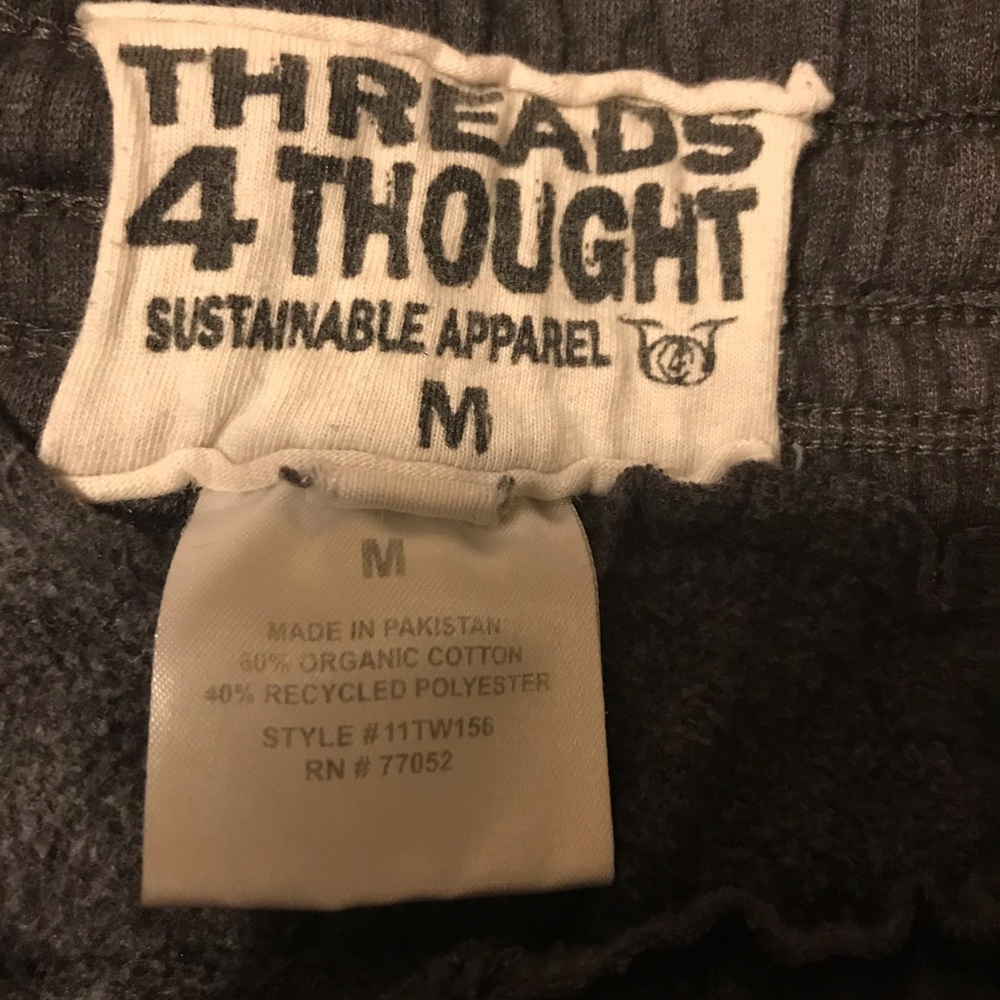 THREADS
4 THOUGHT
SUSTAINABLE APPAREL
M
M
MADE IN PAKISTAN
60% ORGANIC COTTON
40% RECYCLED POLYESTER
STYLE # 11TW156
RN # 77052